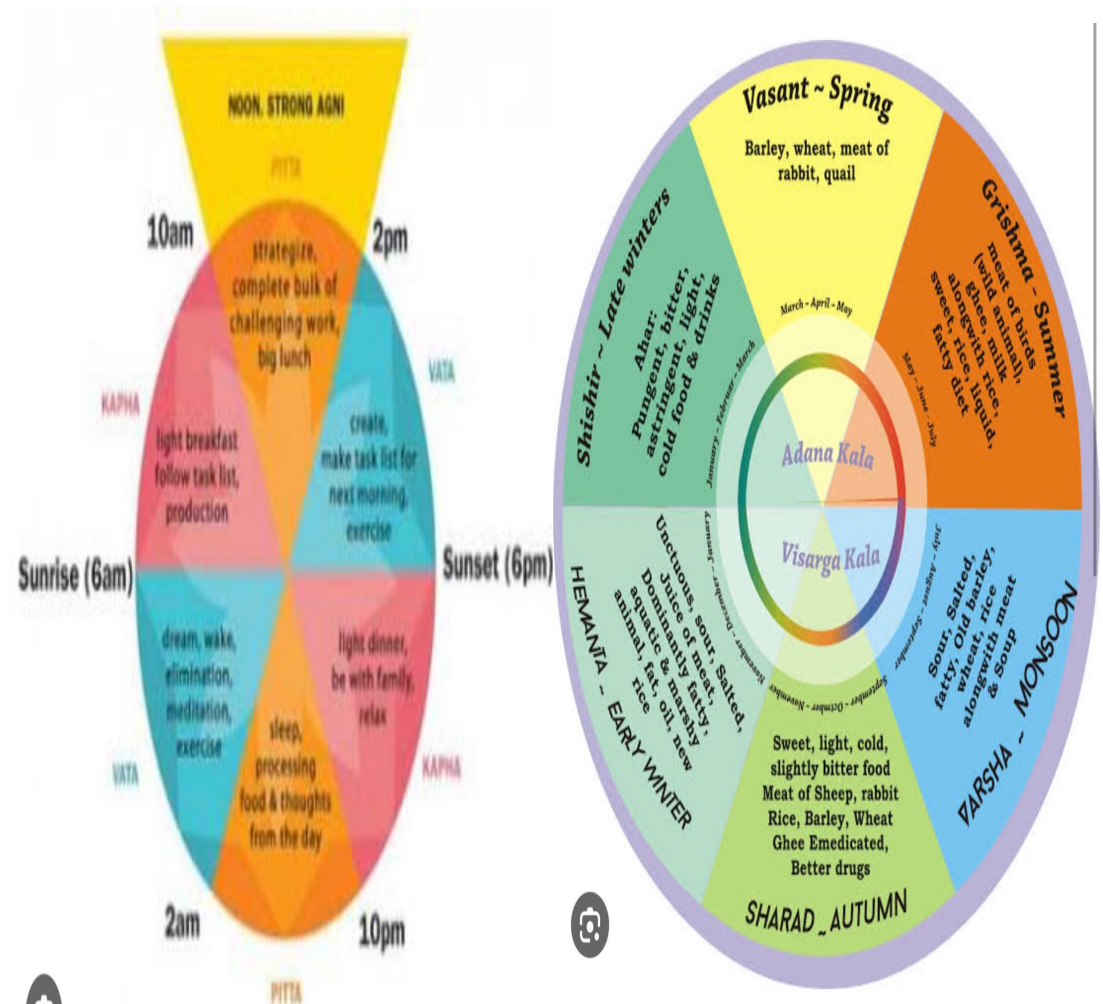 NOON. STRONG AGNI
PITTA
10am
2pm
strategize,
complete bulk of
challenging work,
big lunch
VATA
KAPHA
light breakfast
follow task list,
production
create,
make task list for
next morning,
exercise
Sunrise (6am)
Sunset (6pm)
dream, wake,
elimination,
meditation,
exercise
light dinner,
be with family,
relax
sleep,
processing
food & thoughts
from the day
VATA
KAPHA
2am
10pm
PITTA
Vasant ~ Spring
Barley, wheat, meat of
rabbit, quail
March - April - May
Grishma - Summer
meat of birds
(wild animal),
ghee, milk
alongwith rice,
sweet, rice, liquid,
fatty diet
May - June - July
Shishir ~ Late winters
Ahar:
Pungent, bitter,
astringent, light,
cold food & drinks
January - Februar - March
Adana Kala
Visarga Kala
July - August - September
Sour, Salted,
fatty, Old barley,
wheat, rice
alongwith meat
& Soup
VARSHA ~ MONSOON
November - December - January
Unctuous, sour, Salted,
Juice of meat,
Dominantly fatty,
aquatic & marshy
animal, fat, oil, new
rice
HEMANTA ~ EARLY WINTER
September - Octmber - November
Sweet, light, cold,
slightly bitter food
Meat of Sheep, rabbit
Rice, Barley, Wheat
Ghee Emedicated,
Better drugs
SHARAD ~ AUTUMN